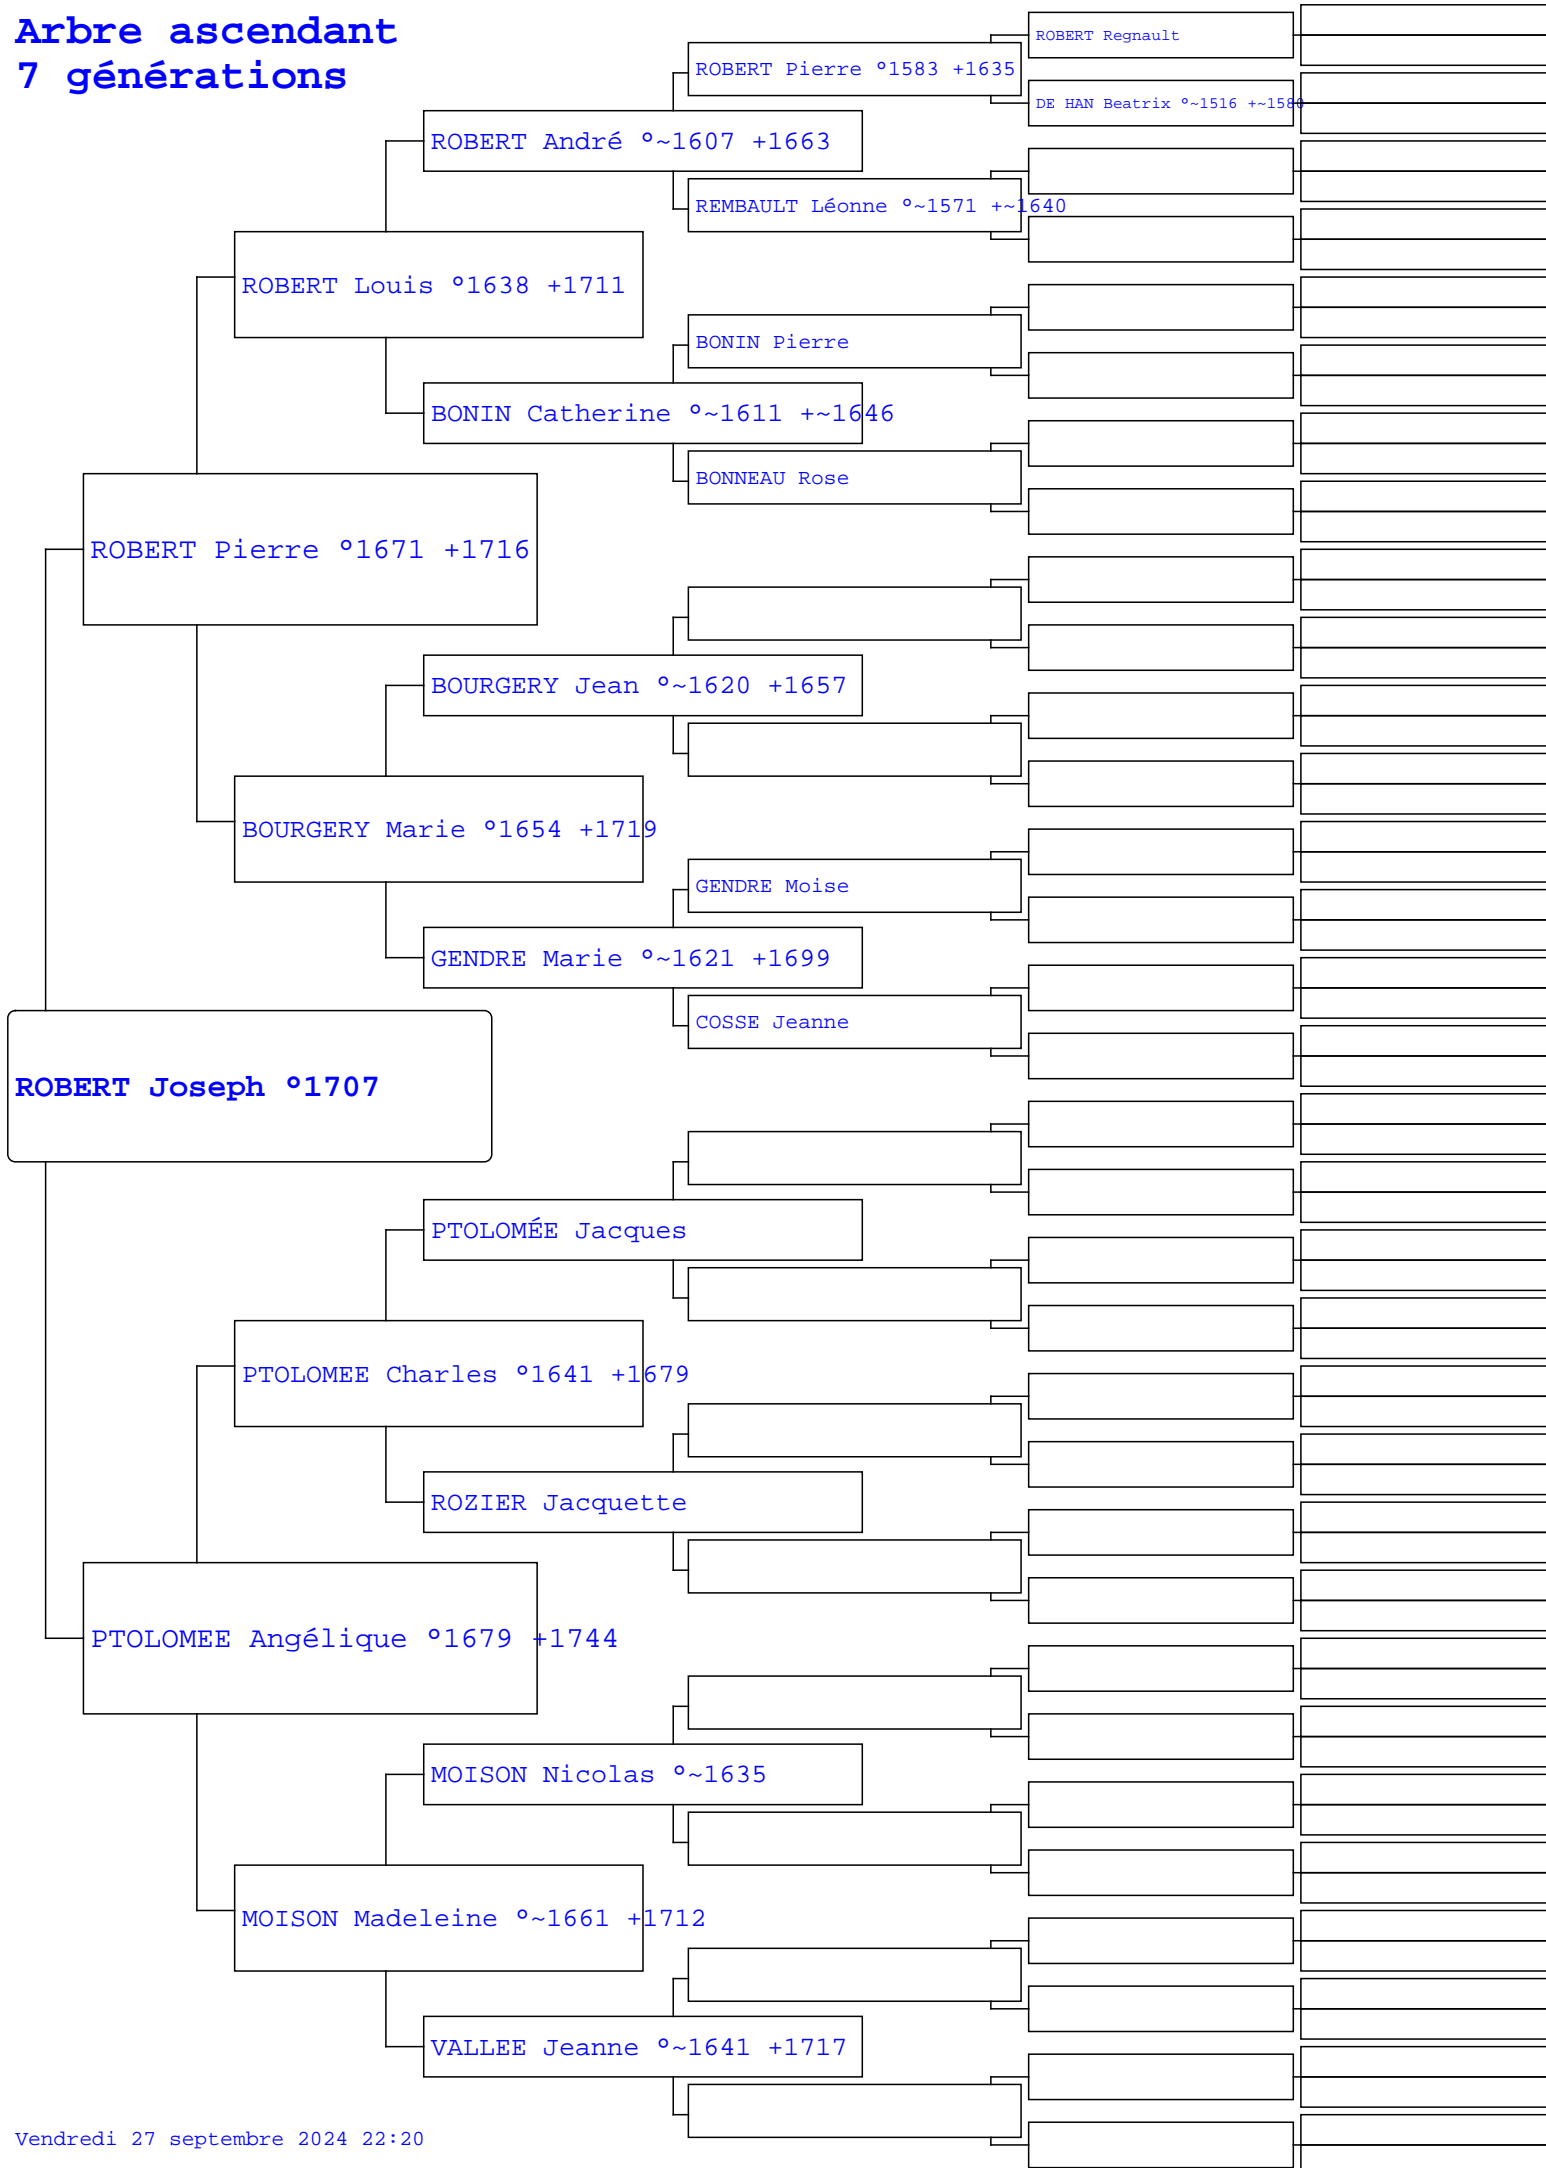 Arbre ascendant
7 générations
ROBERT Regnault
ROBERT Pierre °1583 +1635
DE HAN Beatrix °~1516 +~1580
ROBERT André °~1607 +1663
REMBAULT Léonne °~1571 +~1640
ROBERT Louis °1638 +1711
BONIN Pierre
BONIN Catherine °~1611 +~1646
BONNEAU Rose
ROBERT Pierre °1671 +1716
BOURGERY Jean °~1620 +1657
BOURGERY Marie °1654 +1719
GENDRE Moise
GENDRE Marie °~1621 +1699
COSSE Jeanne
ROBERT Joseph °1707
PTOLOMÉE Jacques
PTOLOMEE Charles °1641 +1679
ROZIER Jacquette
PTOLOMEE Angélique °1679 +1744
MOISON Nicolas °~1635
MOISON Madeleine °~1661 +1712
VALLEE Jeanne °~1641 +1717
Vendredi 27 septembre 2024 22:20